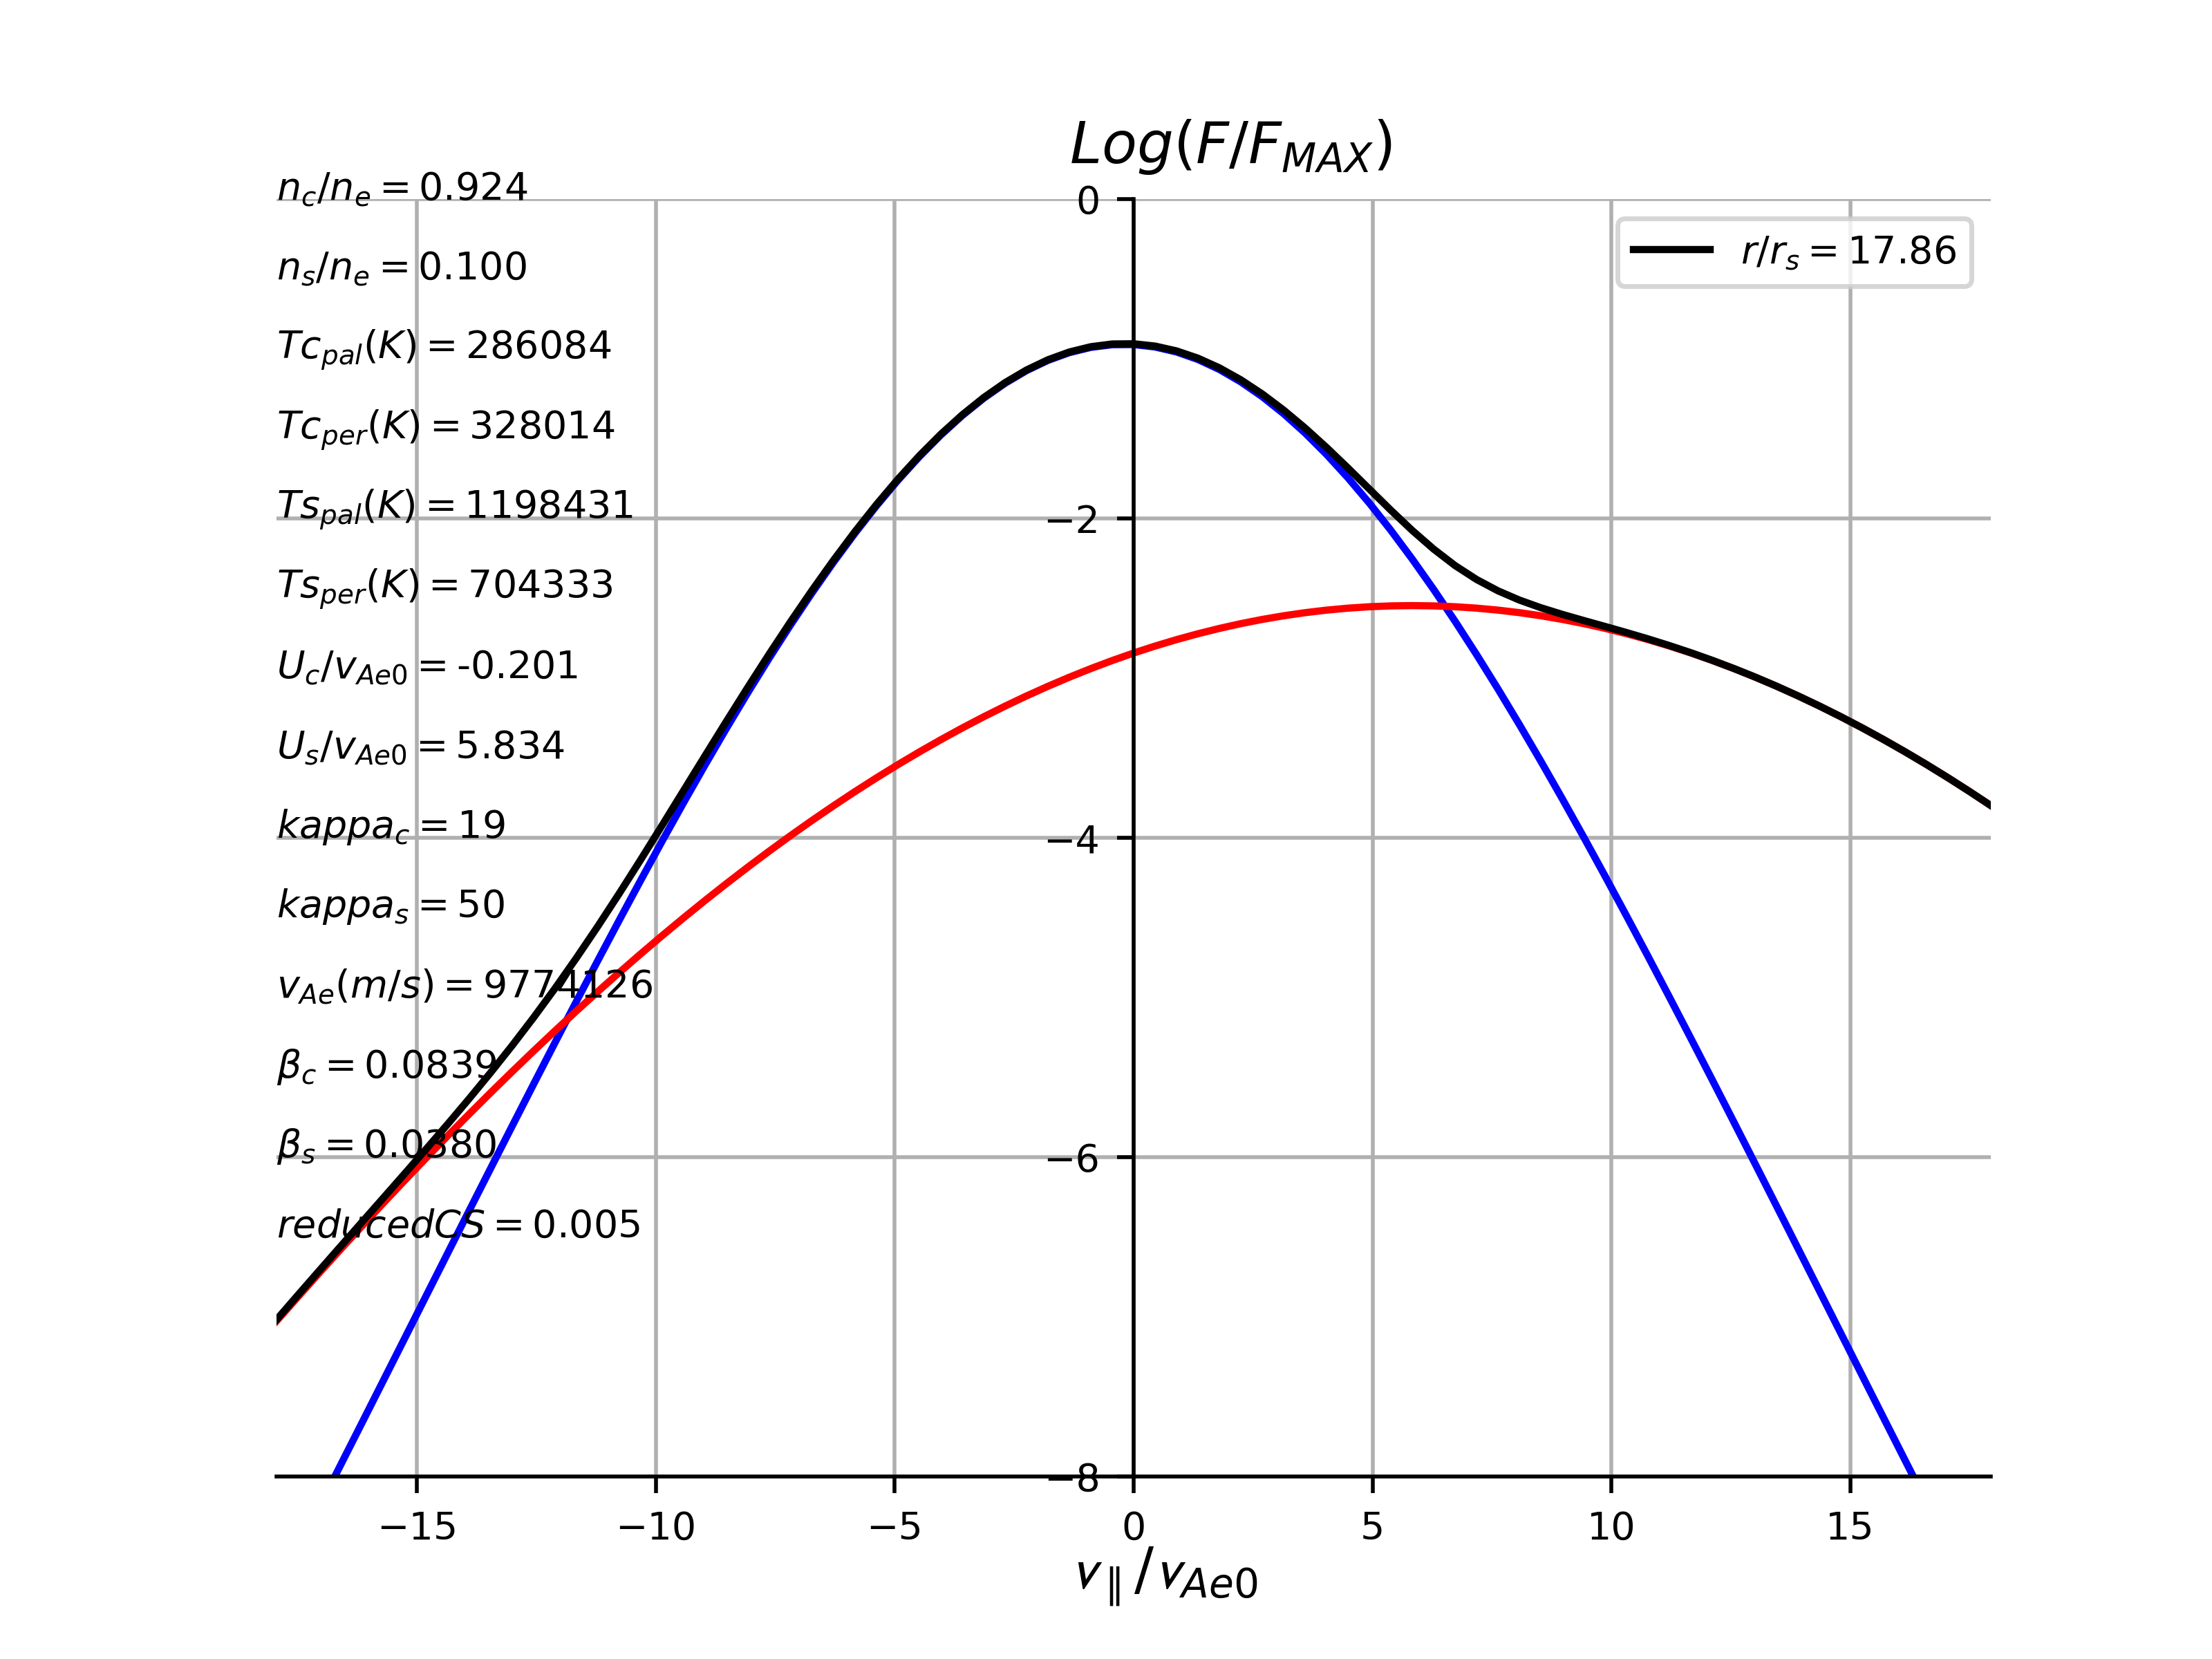 Log(F/F_MAX)
n_c/n_e = 0.924
0
r/r_s = 17.86
n_s/n_e = 0.100
Tc_pal(K) = 286084
Tc_per(K) = 328014
Ts_pal(K) = 1198431
−2
Ts_per(K) = 704333
U_c/v_Ae0 = -0.201
U_s/v_Ae0 = 5.834
kappa_c = 19
−4
kappa_s = 50
v_Ae(m/s) = 9774126
β_c = 0.0839
β_s = 0.0380
−6
reducedCS = 0.005
−8
−15 −10 −5 0 5 10 15
v_∥/v_Ae0